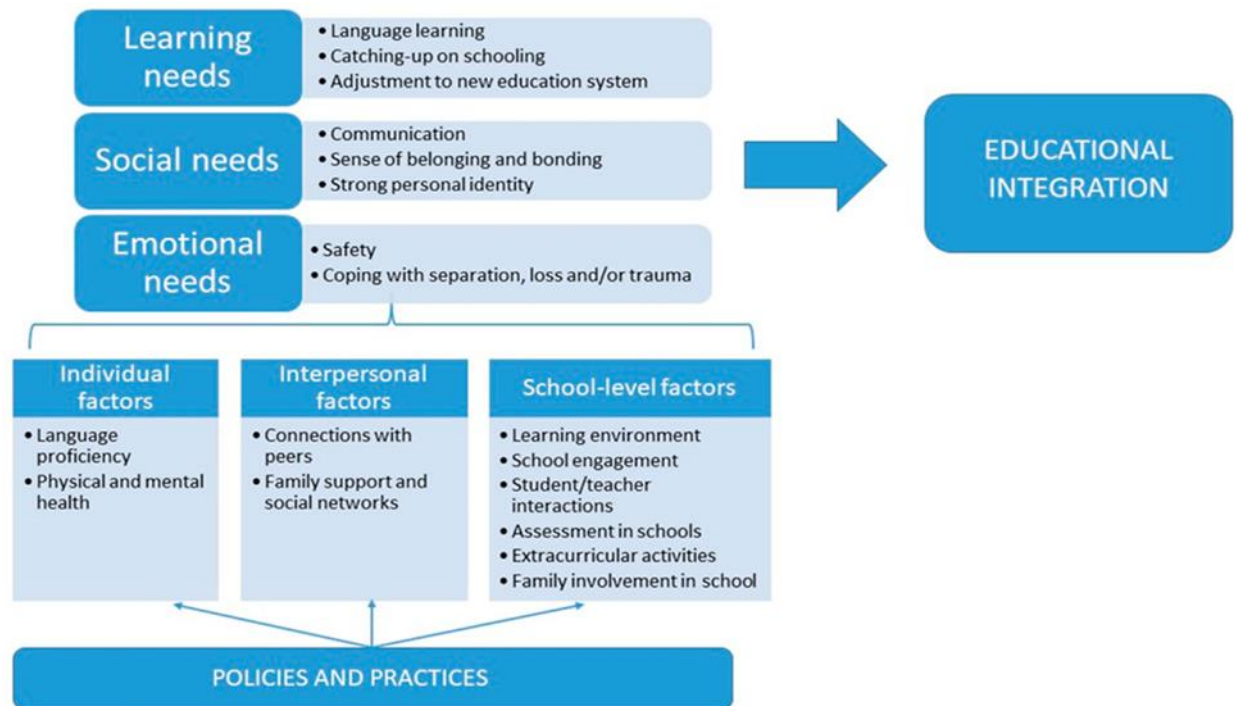 Learning
needs
• Language learning
• Catching-up on schooling
• Adjustment to new education system
Social needs
• Communication
• Sense of belonging and bonding
• Strong personal identity
Emotional
needs
• Safety
• Coping with separation, loss and/or trauma
EDUCATIONAL
INTEGRATION
Individual
factors
• Language
proficiency
• Physical and mental
health
Interpersonal
factors
• Connections with
peers
• Family support and
social networks
School-level factors
• Learning environment
• School engagement
• Student/teacher
interactions
• Assessment in schools
• Extracurricular activities
• Family involvement in school
POLICIES AND PRACTICES